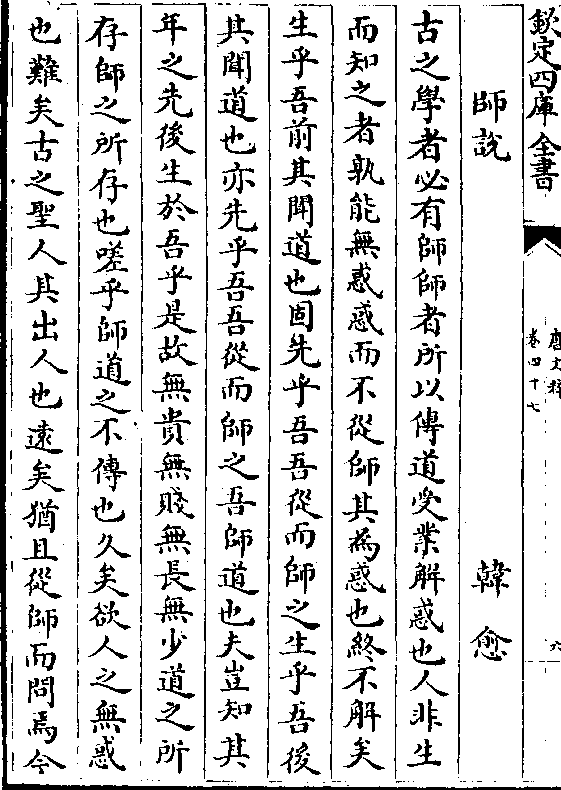 欽定四庫全書
唐文粹
卷四十七
六
師說 韓愈
古之學者必有師師者所以傳道受業解惑也人非生
而知之者孰能無惑惑而不從師其為惑也終不解矣
生乎吾前其聞道也固先乎吾吾從而師之生乎吾後
其聞道也亦先乎吾吾從而師之吾師道也夫豈知其
年之先後生於吾乎是故無貴無賤無長無少道之所
存師之所存也嗟乎師道之不傳也久矣欲人之無惑
也難矣古之聖人其出人也遠矣猶且從師而問焉今